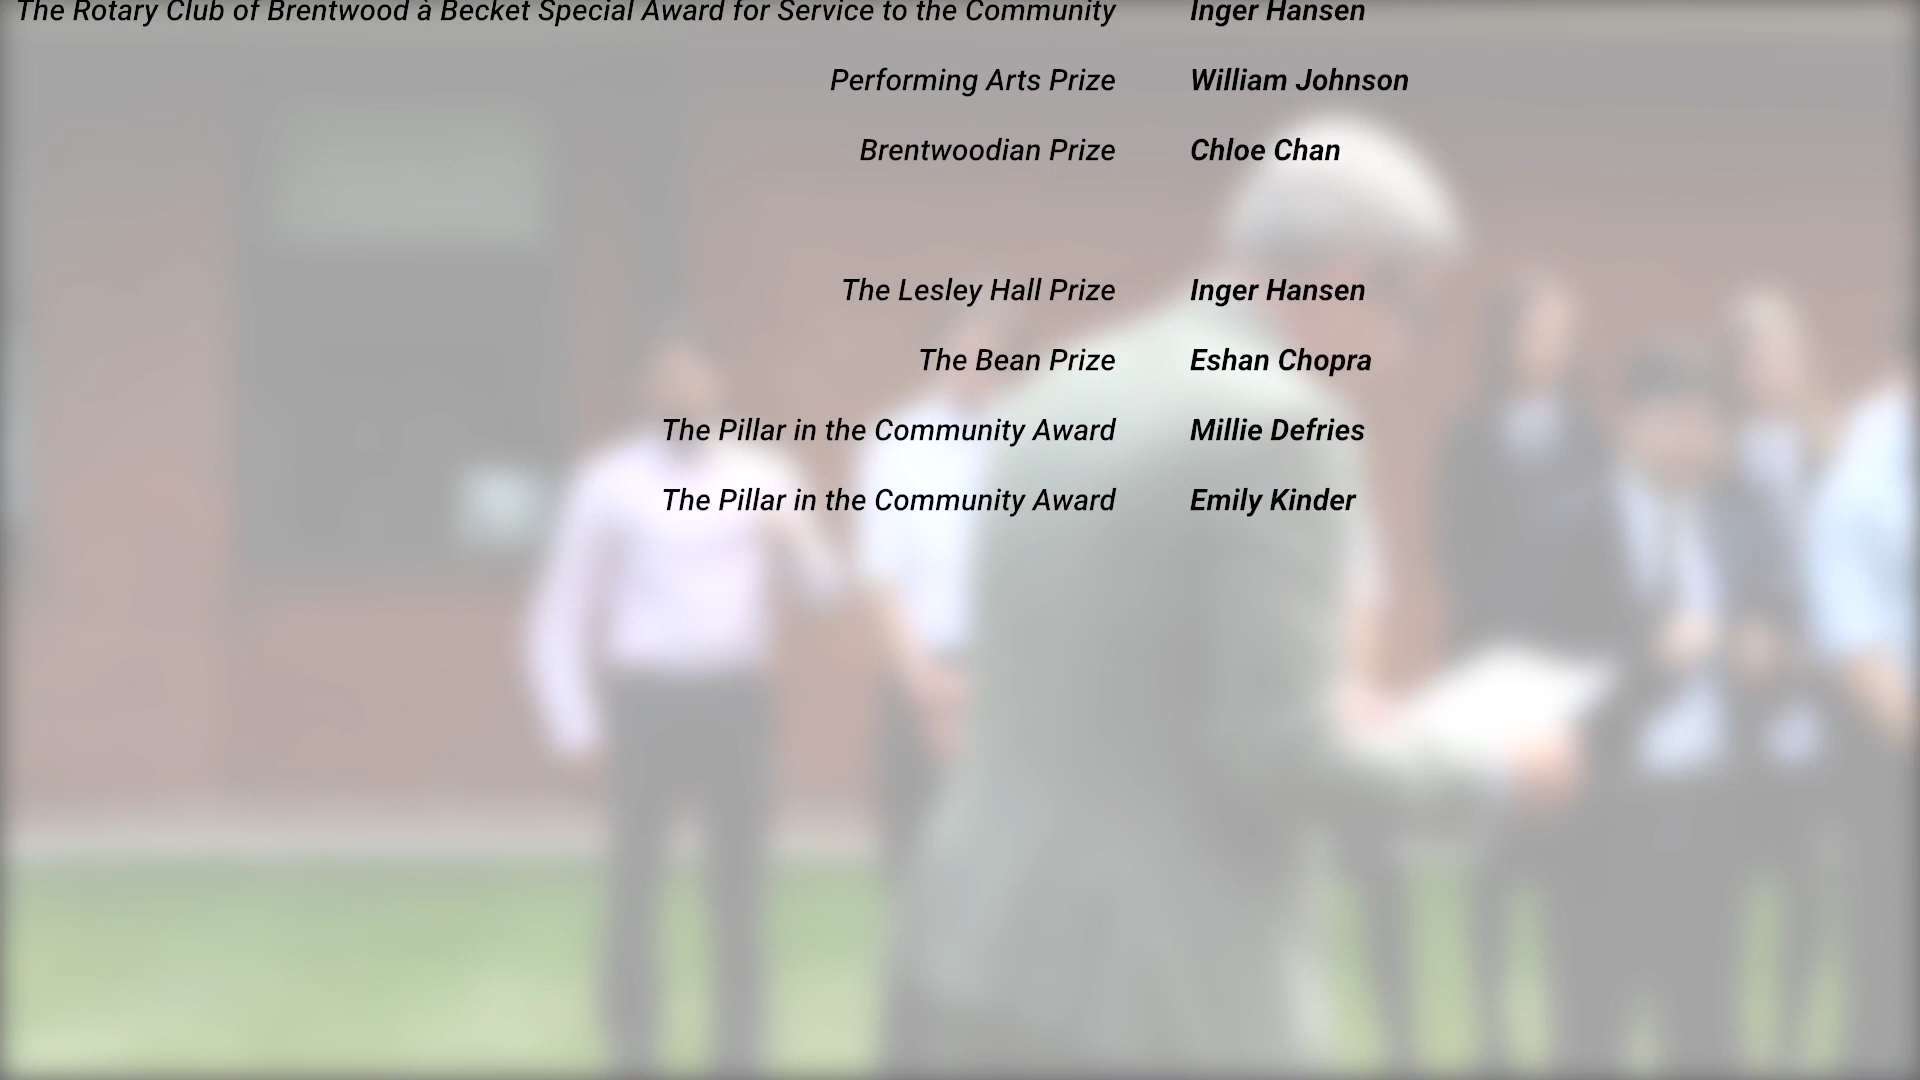 The Rotary Club of Brentwood à Becket Special Award for Service to the Community Inger Hansen
Performing Arts Prize William Johnson
Brentwoodian Prize Chloe Chan
The Lesley Hall Prize Inger Hansen
The Bean Prize Eshan Chopra
The Pillar in the Community Award Millie Defries
The Pillar in the Community Award Emily Kinder